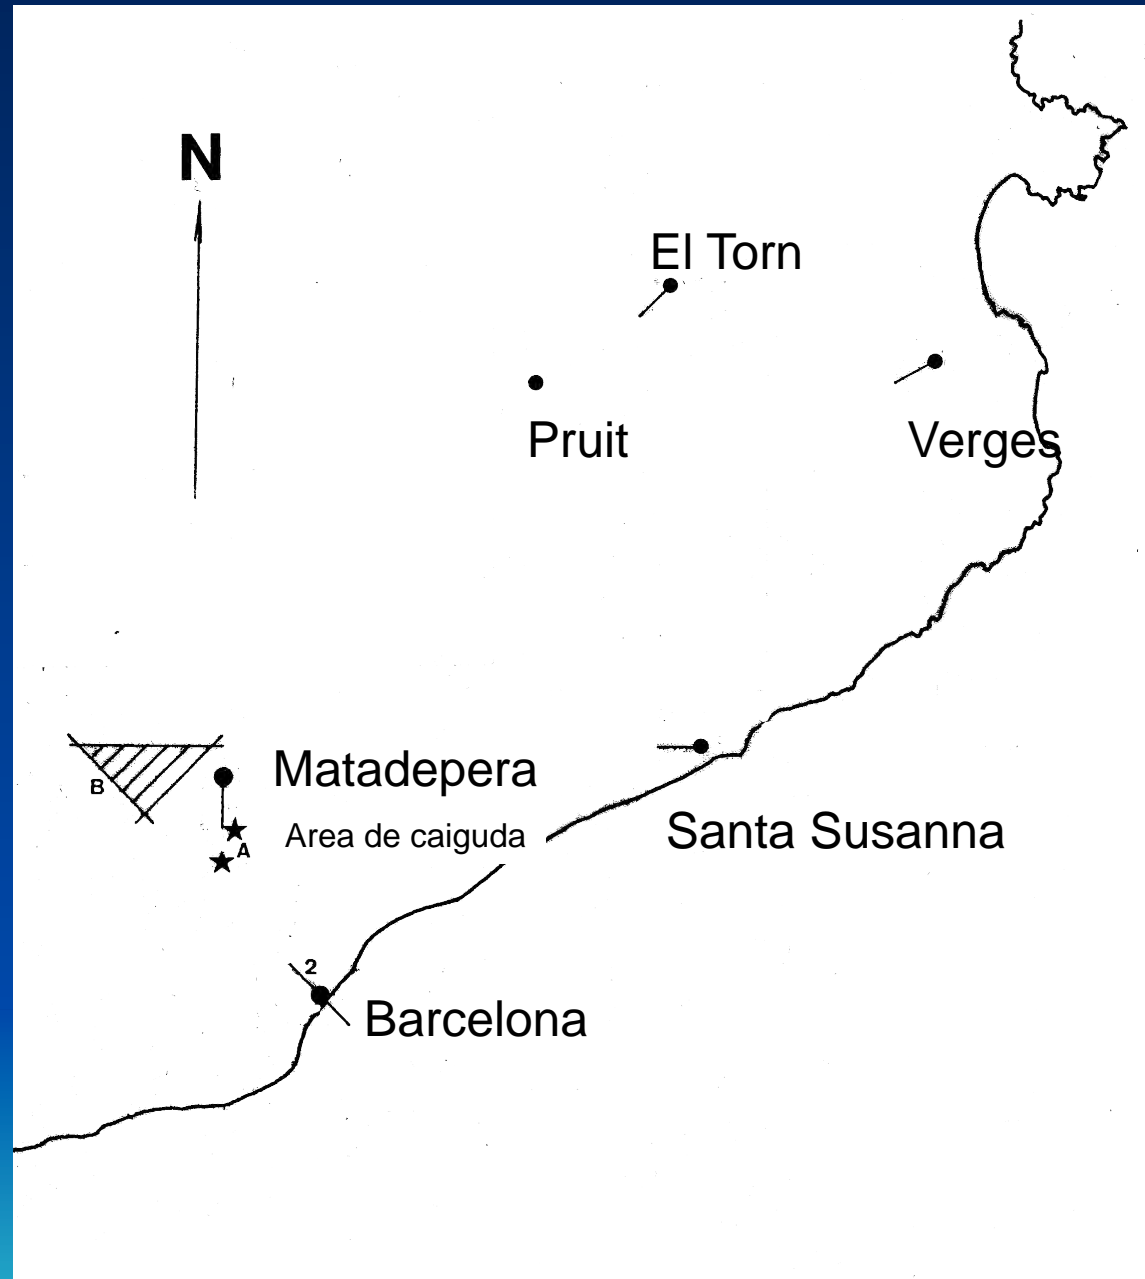 N
El Torn
Pruit
Verges
B
Matadepera
Area de caiguda
A
Santa Susanna
2
Barcelona